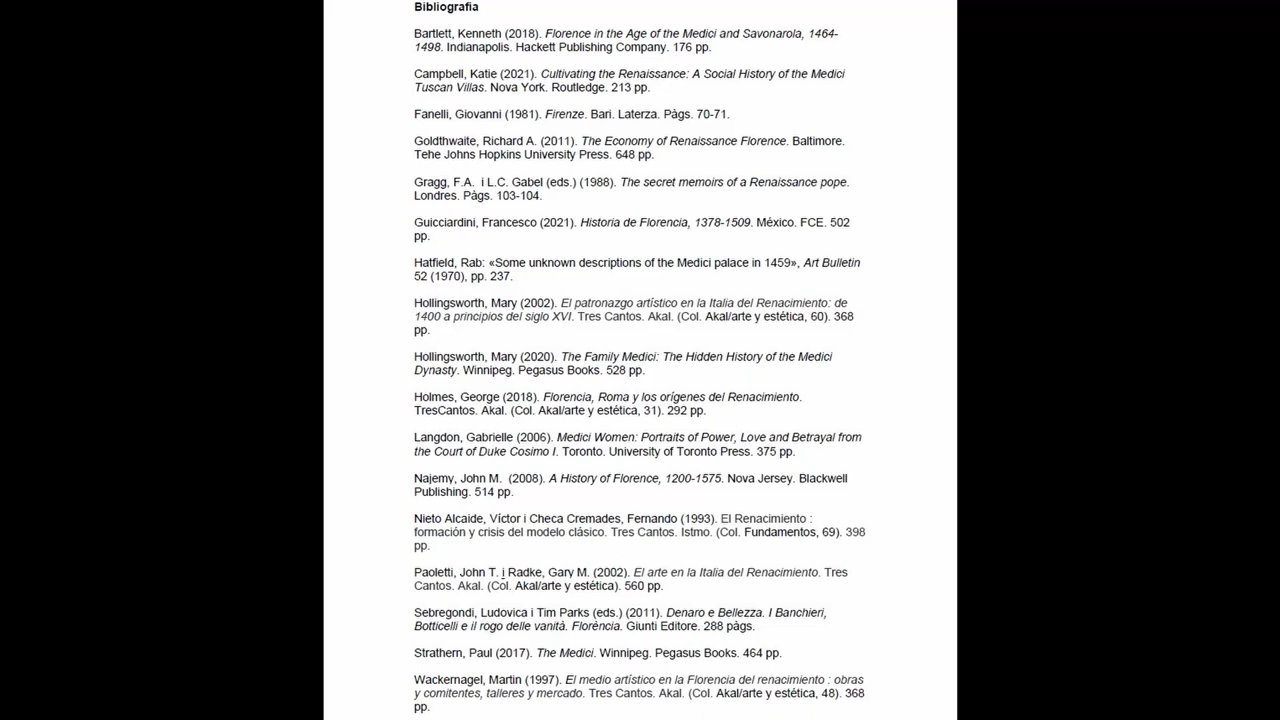 Bibliografia
Bartlett, Kenneth (2018). Florence in the Age of the Medici and Savonarola, 1464-
1498. Indianapolis. Hackett Publishing Company. 176 pp.
Campbell, Katie (2021). Cultivating the Renaissance: A Social History of the Medici
Tuscan Villas. Nova York. Routledge. 213 pp.
Fanelli, Giovanni (1981). Firenze. Bari. Laterza. Pàgs. 70-71.
Goldthwaite, Richard A. (2011). The Economy of Renaissance Florence. Baltimore.
Tehe Johns Hopkins University Press. 648 pp.
Gragg, F.A.  i L.C. Gabel (eds.) (1988). The secret memoirs of a Renaissance pope.
Londres. Pàgs. 103-104.
Guicciardini, Francesco (2021). Historia de Florencia, 1378-1509. México. FCE. 502
pp.
Hatfield, Rab: «Some unknown descriptions of the Medici palace in 1459», Art Bulletin
52 (1970), pp. 237.
Hollingsworth, Mary (2002). El patronazgo artístico en la Italia del Renacimiento: de
1400 a principios del siglo XVI. Tres Cantos. Akal. (Col. Akal/arte y estética, 60). 368
pp.
Hollingsworth, Mary (2020). The Family Medici: The Hidden History of the Medici
Dynasty. Winnipeg. Pegasus Books. 528 pp.
Holmes, George (2018). Florencia, Roma y los orígenes del Renacimiento.
TresCantos. Akal. (Col. Akal/arte y estética, 31). 292 pp.
Langdon, Gabrielle (2006). Medici Women: Portraits of Power, Love and Betrayal from
the Court of Duke Cosimo I. Toronto. University of Toronto Press. 375 pp.
Najemy, John M.  (2008). A History of Florence, 1200-1575. Nova Jersey. Blackwell
Publishing. 514 pp.
Nieto Alcaide, Víctor i Checa Cremades, Fernando (1993). El Renacimiento :
formación y crisis del modelo clásico. Tres Cantos. Istmo. (Col. Fundamentos, 69). 398
pp.
Paoletti, John T. i Radke, Gary M. (2002). El arte en la Italia del Renacimiento. Tres
Cantos. Akal. (Col. Akal/arte y estética). 560 pp.
Sebregondi, Ludovica i Tim Parks (eds.) (2011). Denaro e Bellezza. I Banchieri,
Botticelli e il rogo delle vanità. Florència. Giunti Editore. 288 pàgs.
Strathern, Paul (2017). The Medici. Winnipeg. Pegasus Books. 464 pp.
Wackernagel, Martin (1997). El medio artístico en la Florencia del renacimiento : obras
y comitentes, talleres y mercado. Tres Cantos. Akal. (Col. Akal/arte y estética, 48). 368
pp.